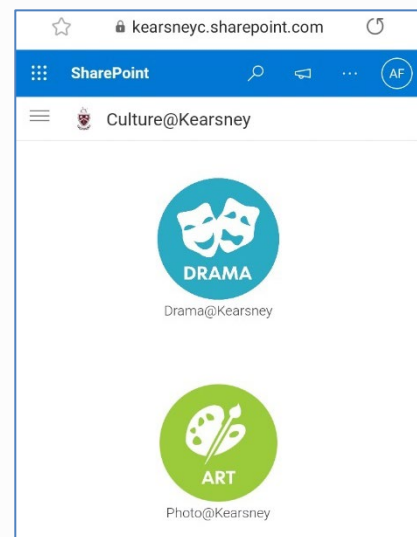 kearsneyc.sharepoint.com
SharePoint
AF
Culture@Kearsney
DRAMA
Drama@Kearsney
ART
Photo@Kearsney